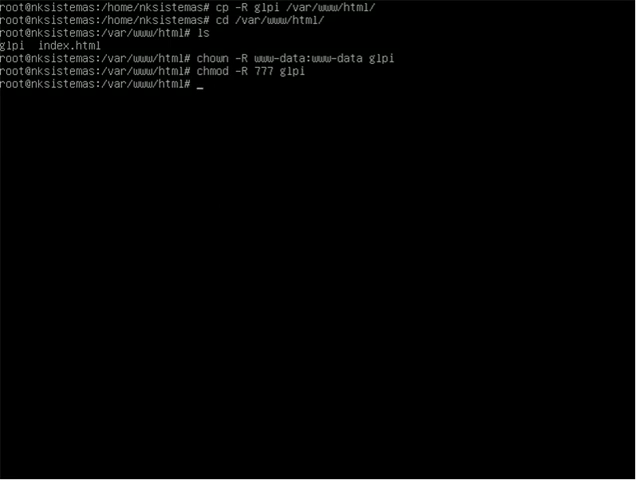 root@nksistemas:/home/nksistemas# cp -R glpi /var/www/html/
root@nksistemas:/home/nksistemas# cd /var/www/html/
root@nksistemas:/var/www/html# ls
glpi  index.html
root@nksistemas:/var/www/html# chown -R www-data:www-data glpi
root@nksistemas:/var/www/html# chmod -R 777 glpi
root@nksistemas:/var/www/html# _